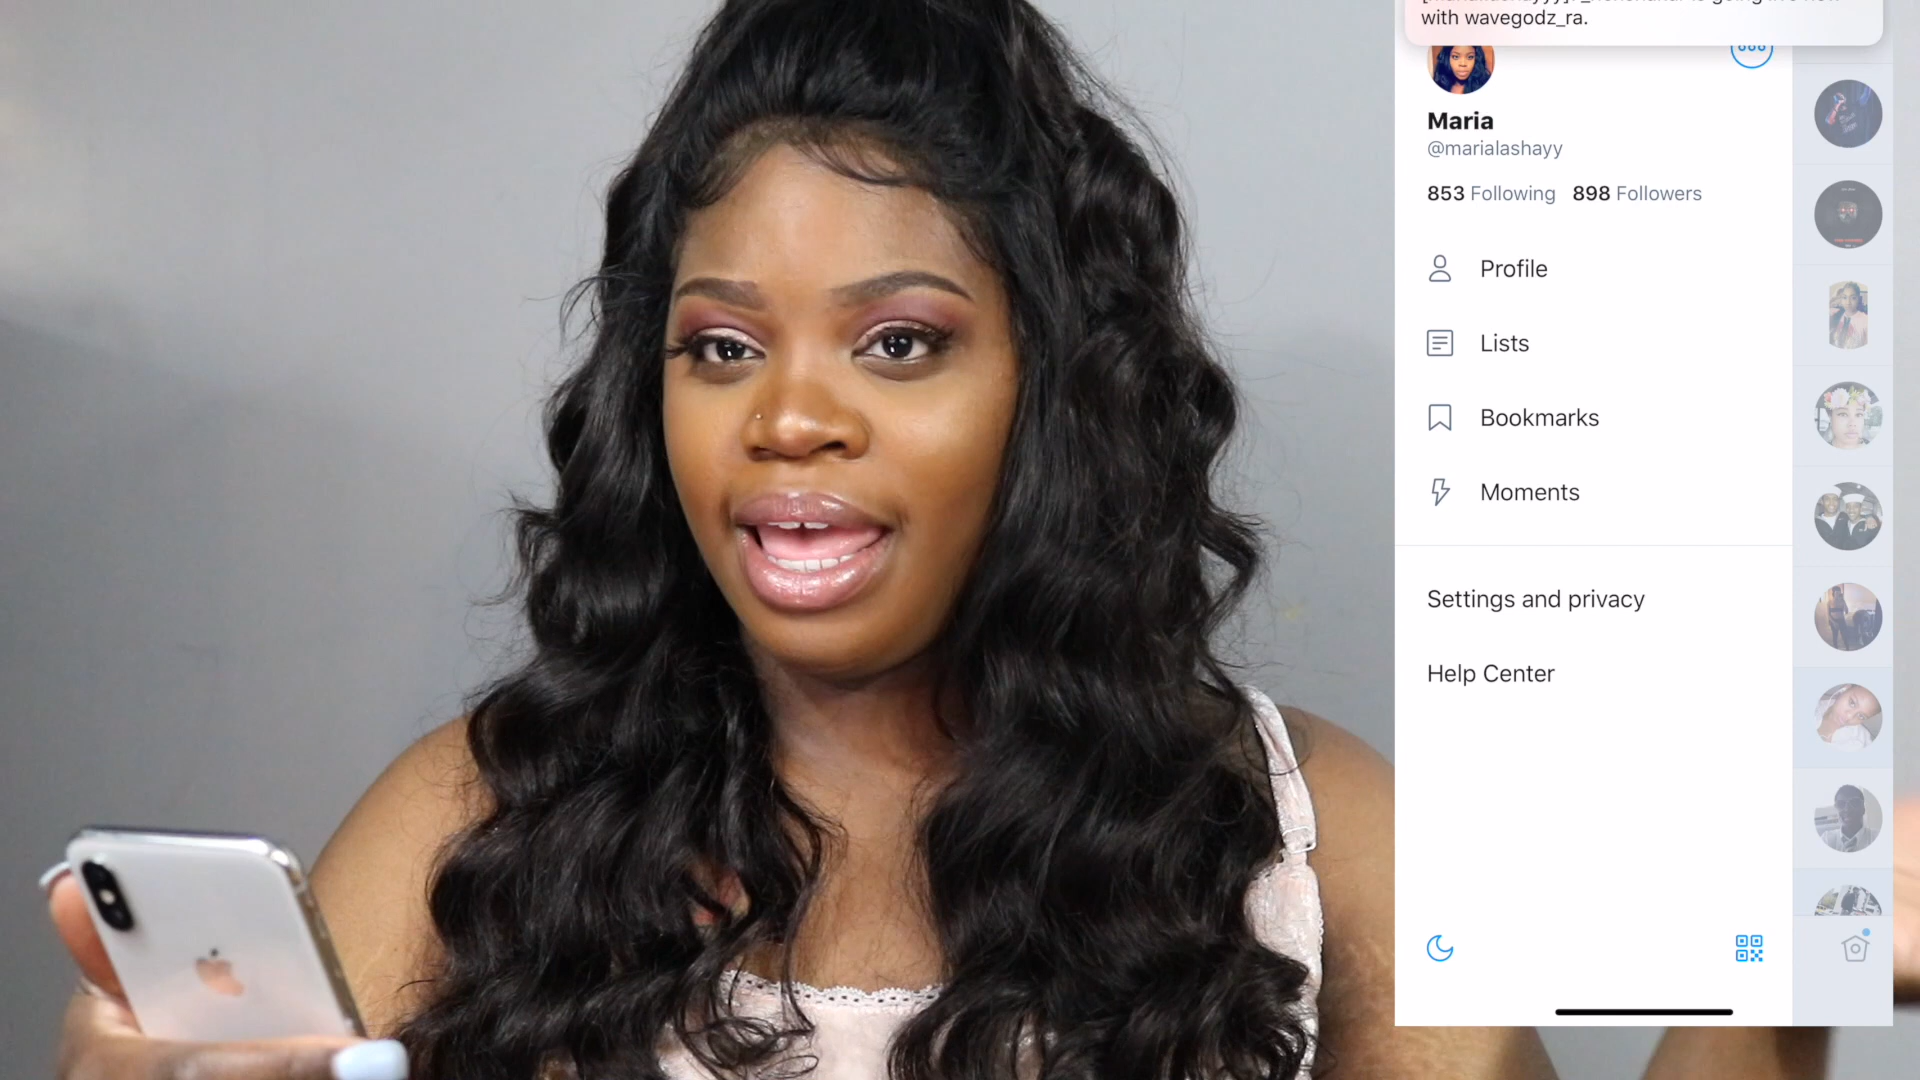 with wavegodz_ra.
Maria
@marialashayy
853 Following 898 Followers
Profile
Lists
Bookmarks
Moments
Settings and privacy
Help Center